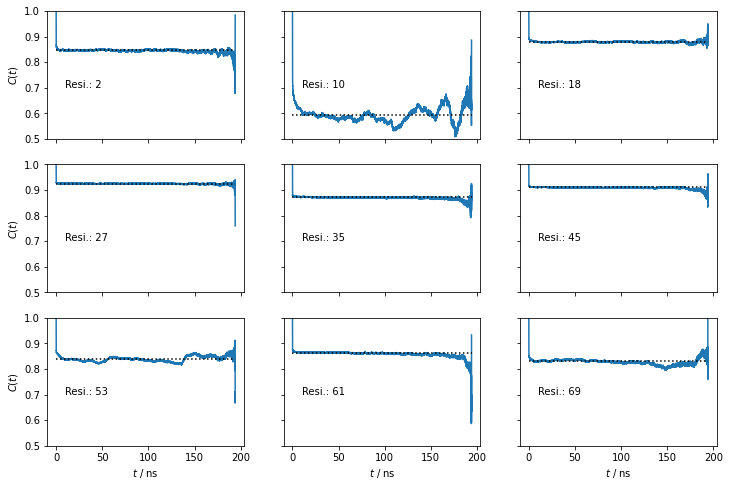 1.0
0.9
0.8
0.7
0.6
0.5
C(t)
Resi.: 2
Resi.: 10
Resi.: 18
1.0
0.9
0.8
0.7
0.6
0.5
C(t)
Resi.: 27
Resi.: 35
Resi.: 45
1.0
0.9
0.8
0.7
0.6
0.5
C(t)
Resi.: 53
Resi.: 61
Resi.: 69
0 50 100 150 200
0 50 100 150 200
0 50 100 150 200
t / ns
t / ns
t / ns